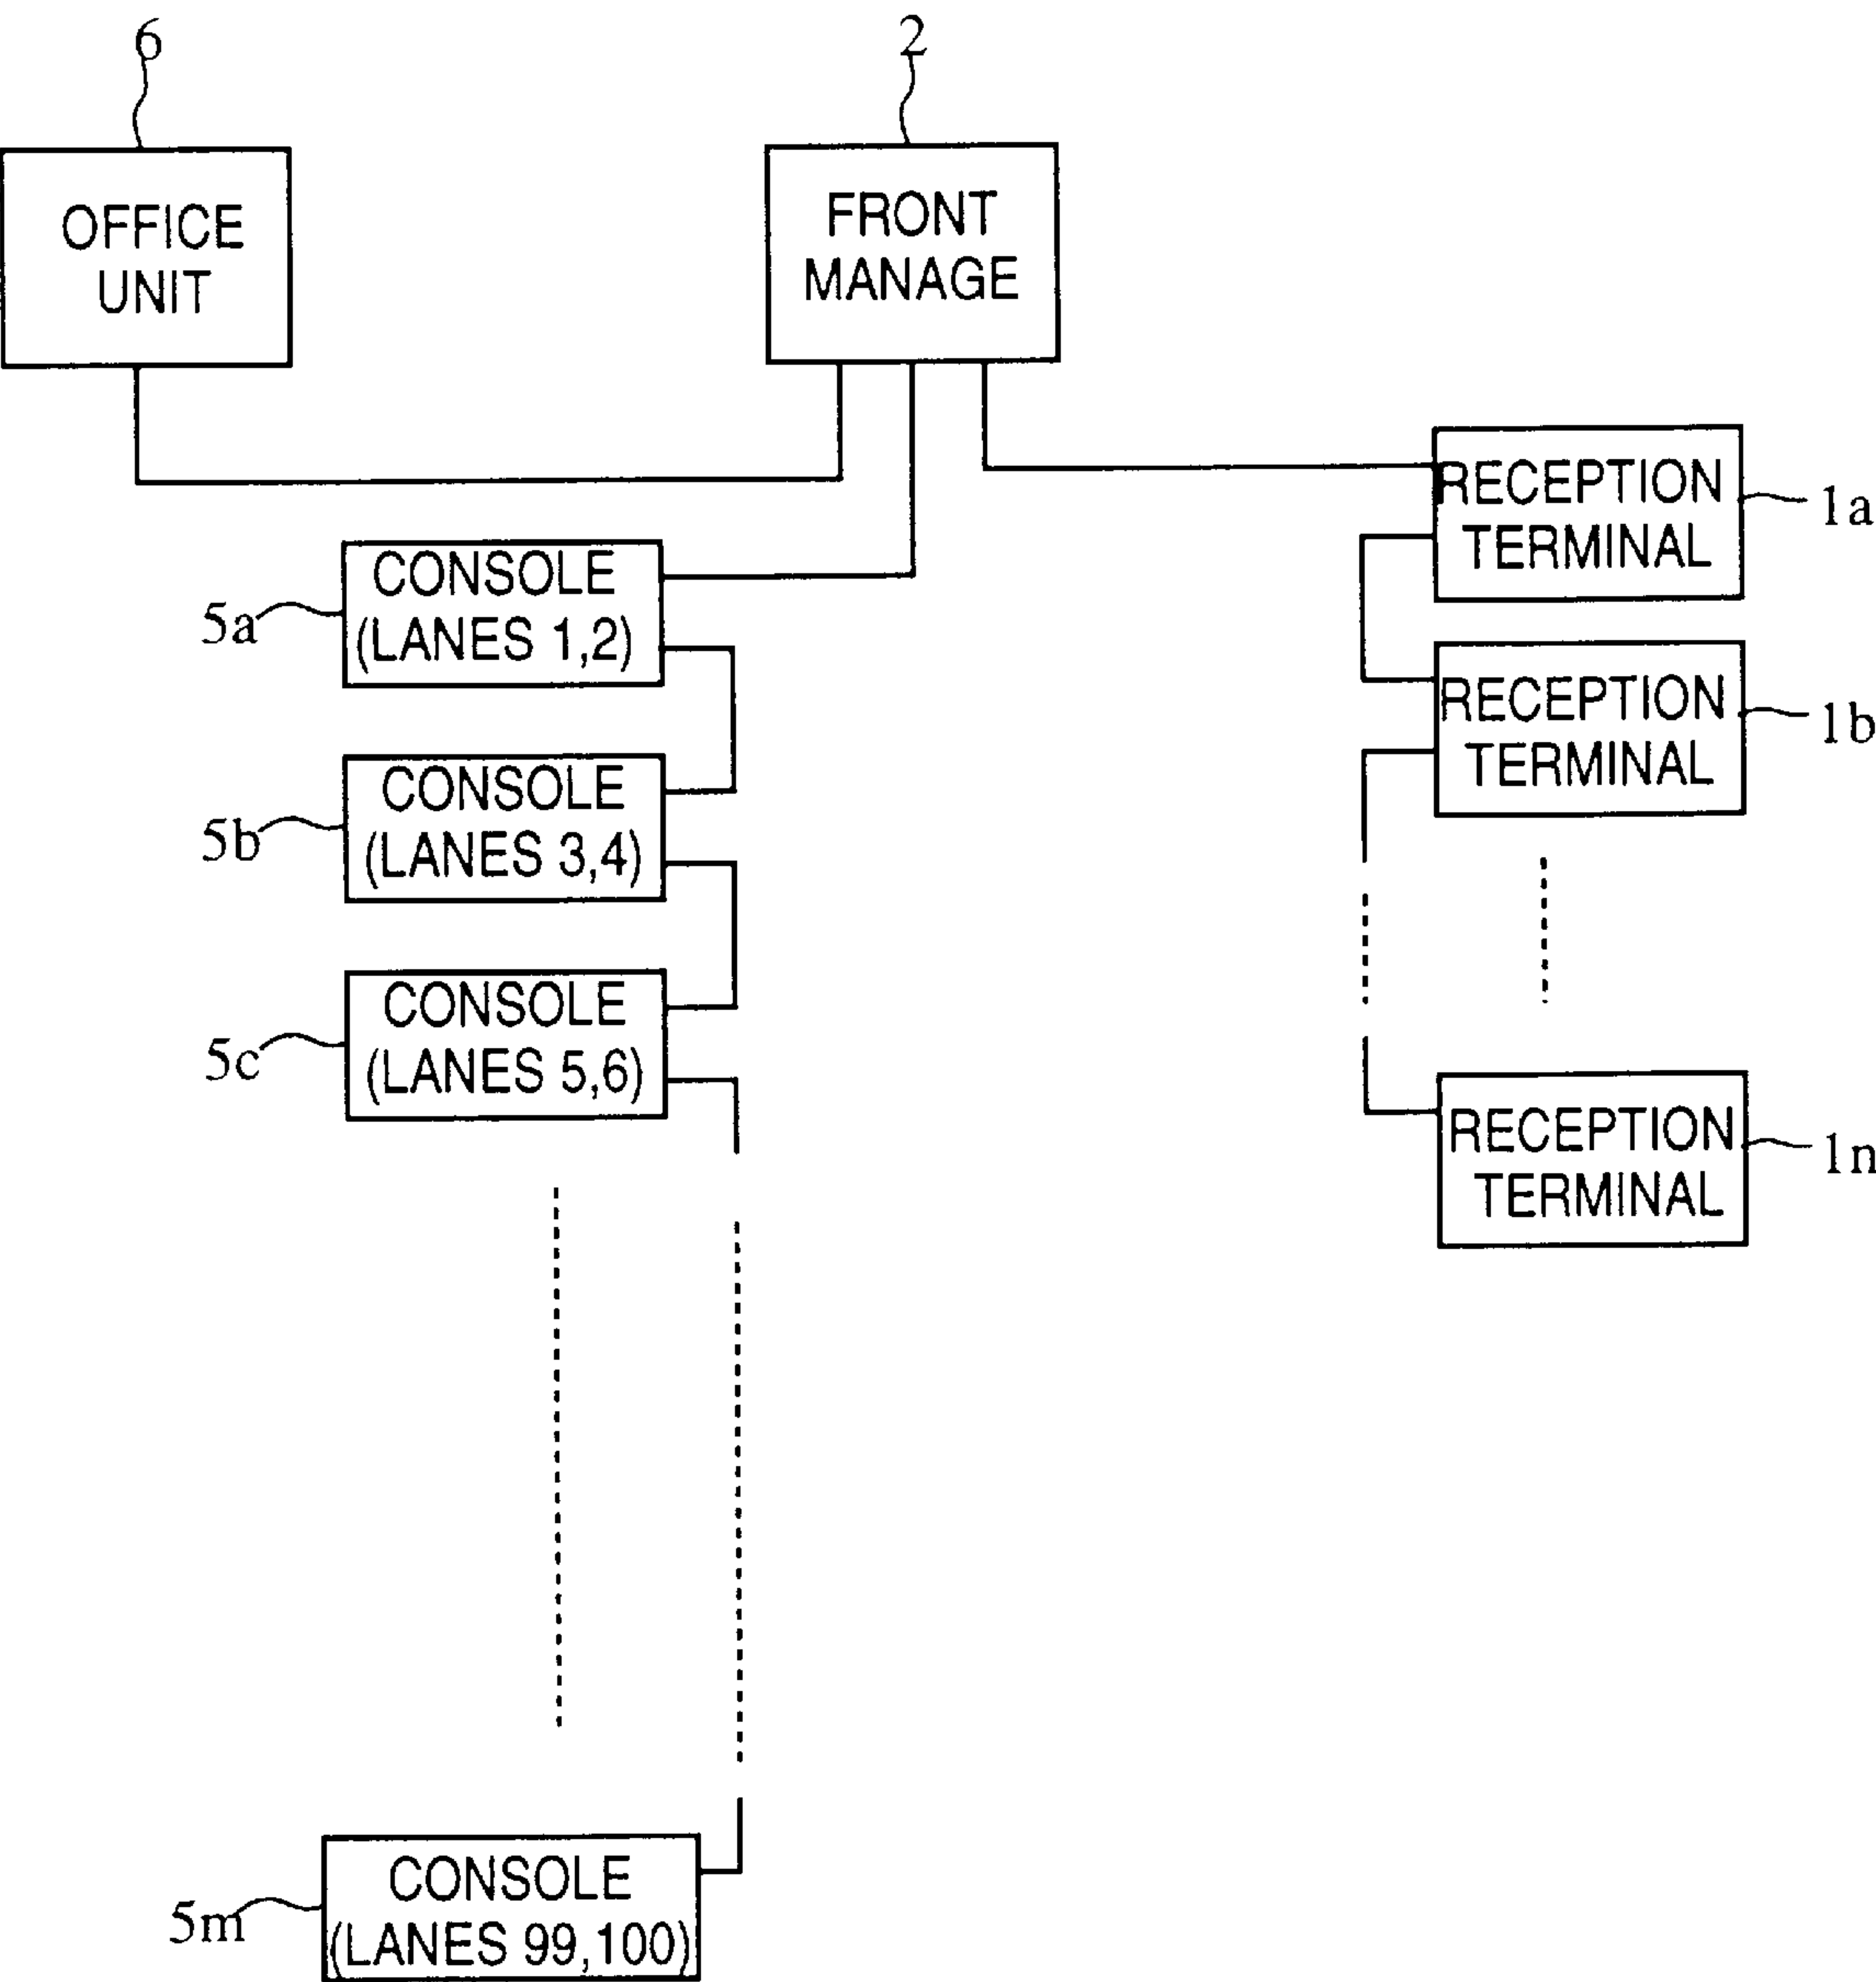 6
2
OFFICE
UNIT
FRONT
MANAGE
RECEPTION
TERMINAL
1a
CONSOLE
(LANES 1,2)
5a
RECEPTION
TERMINAL
1b
CONSOLE
(LANES 3,4)
5b
CONSOLE
(LANES 5,6)
5c
RECEPTION
TERMINAL
1n
CONSOLE
(LANES 99,100)
5m